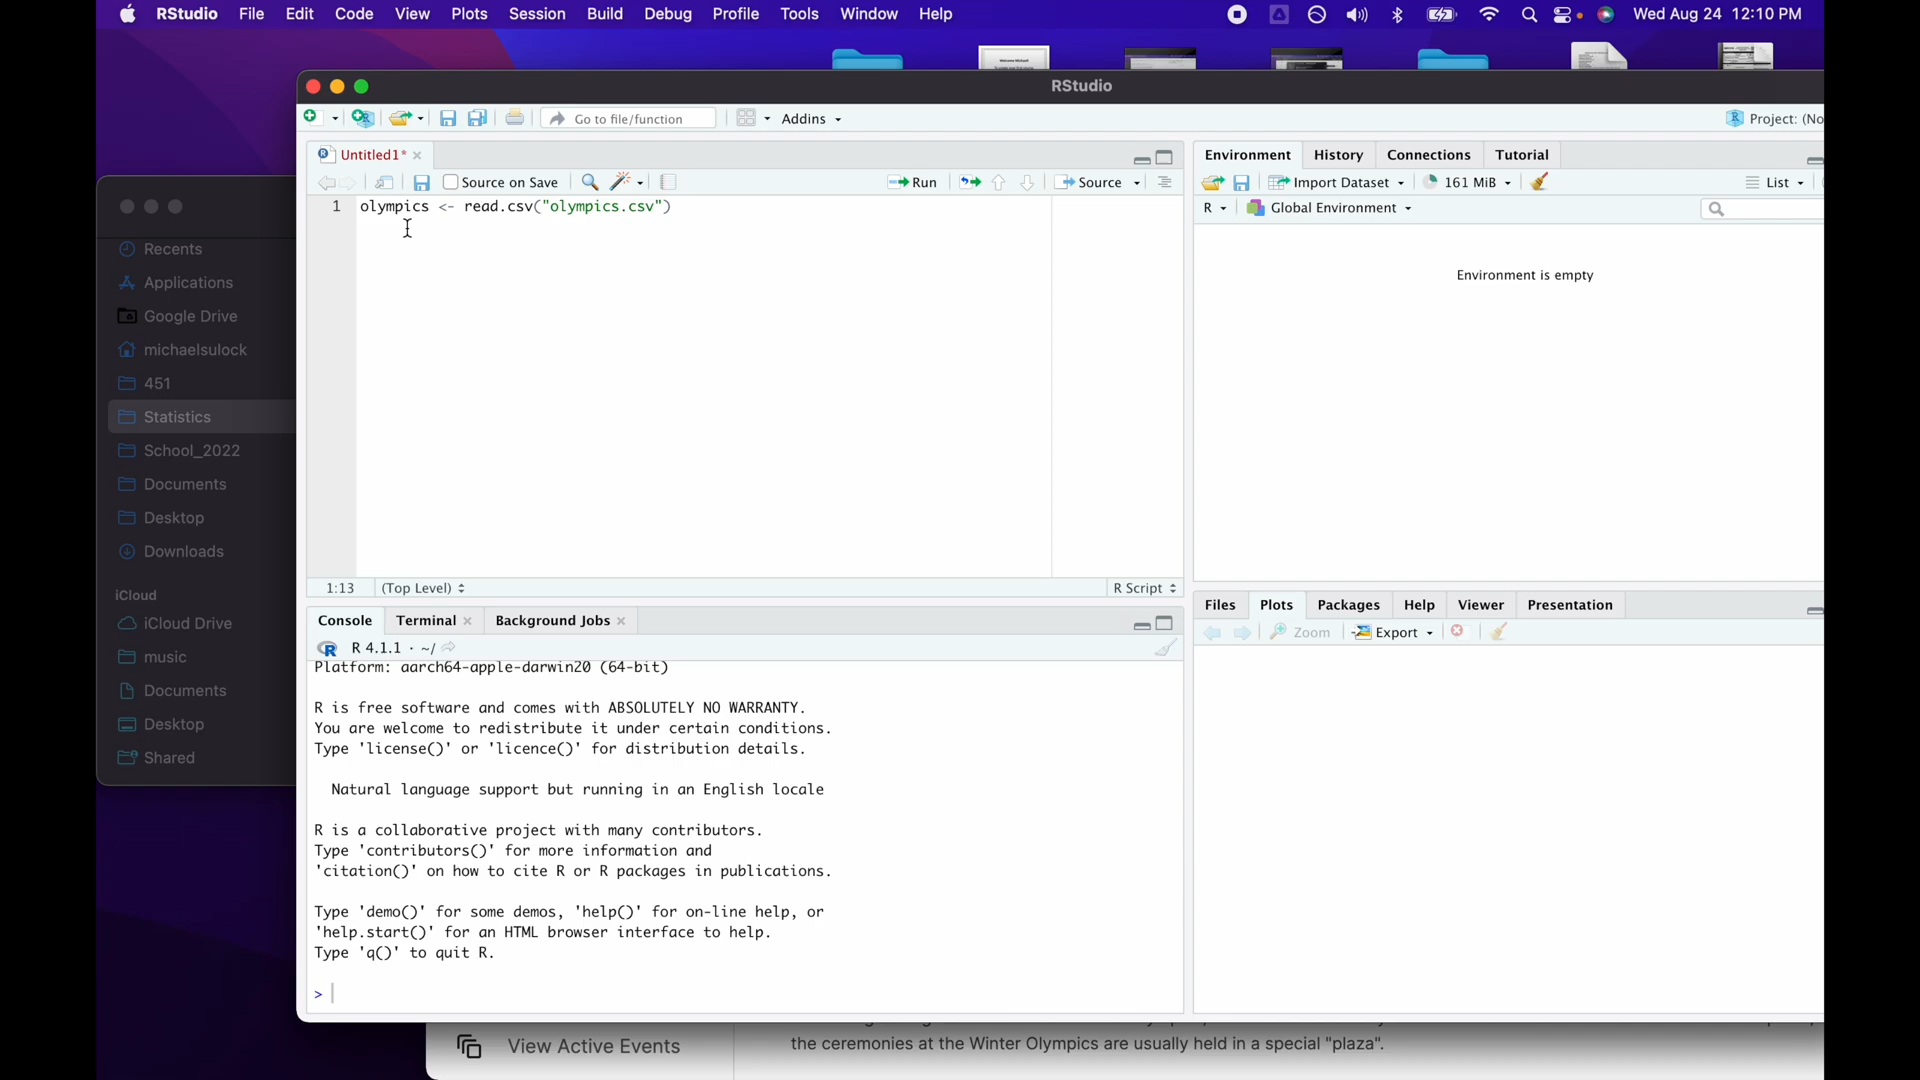 RStudio File Edit Code View Plots Session Build Debug Profile Tools Window Help Wed Aug 24 12:10 PM
RStudio
Go to file/function Addins Project: (No
Untitled1*
Source on Save Run Source
1 olympics <- read.csv("olympics.csv")
1:13 (Top Level) R Script
Environment History Connections Tutorial
Import Dataset 161 MiB List
R Global Environment
Environment is empty
Recents
Applications
Google Drive
michaelsulock
451
Statistics
School_2022
Documents
Desktop
Downloads
iCloud
iCloud Drive
music
Documents
Desktop
Shared
Console Terminal Background Jobs
R 4.1.1 · ~/
Platform: aarch64-apple-darwin20 (64-bit)
R is free software and comes with ABSOLUTELY NO WARRANTY.
You are welcome to redistribute it under certain conditions.
Type 'license()' or 'licence()' for distribution details.
Natural language support but running in an English locale
R is a collaborative project with many contributors.
Type 'contributors()' for more information and
'citation()' on how to cite R or R packages in publications.
Type 'demo()' for some demos, 'help()' for on-line help, or
'help.start()' for an HTML browser interface to help.
Type 'q()' to quit R.
>
Files Plots Packages Help Viewer Presentation
Zoom Export
View Active Events
the ceremonies at the Winter Olympics are usually held in a special "plaza".